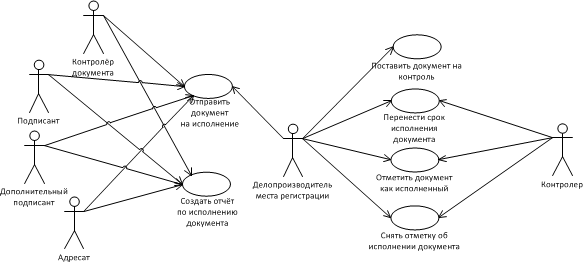 Контролёр
документа
Подписант
Дополнительный
подписант
Адресат
Отправить
документ
на исполнение
Создать отчёт
по исполнению
документа
Делопроизводитель
места регистрации
Поставить документ на
контроль
Перенести срок
исполнения
документа
Отметить документ
как исполненный
Снять отметку об
исполнении документа
Контролер